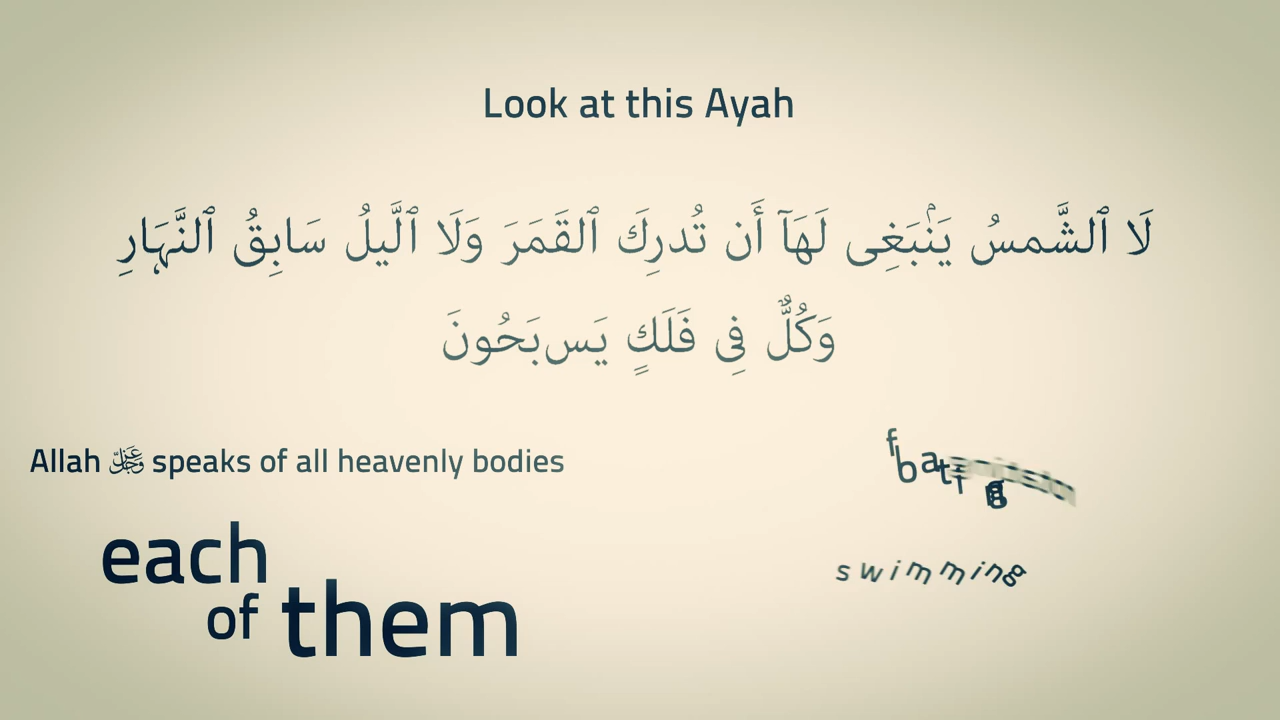 Look at this Ayah
لَا ٱلشَّمسُ يَنۢبَغِى لَهَآ أَن تُدرِكَ ٱلقَمَرَ وَلَا ٱلَّيلُ سَابِقُ ٱلنَّهَارِ
وَكُلٌّ فِى فَلَكٍ يَسبَحُونَ
Allah ﷻ speaks of all heavenly bodies
each
of them
swimming